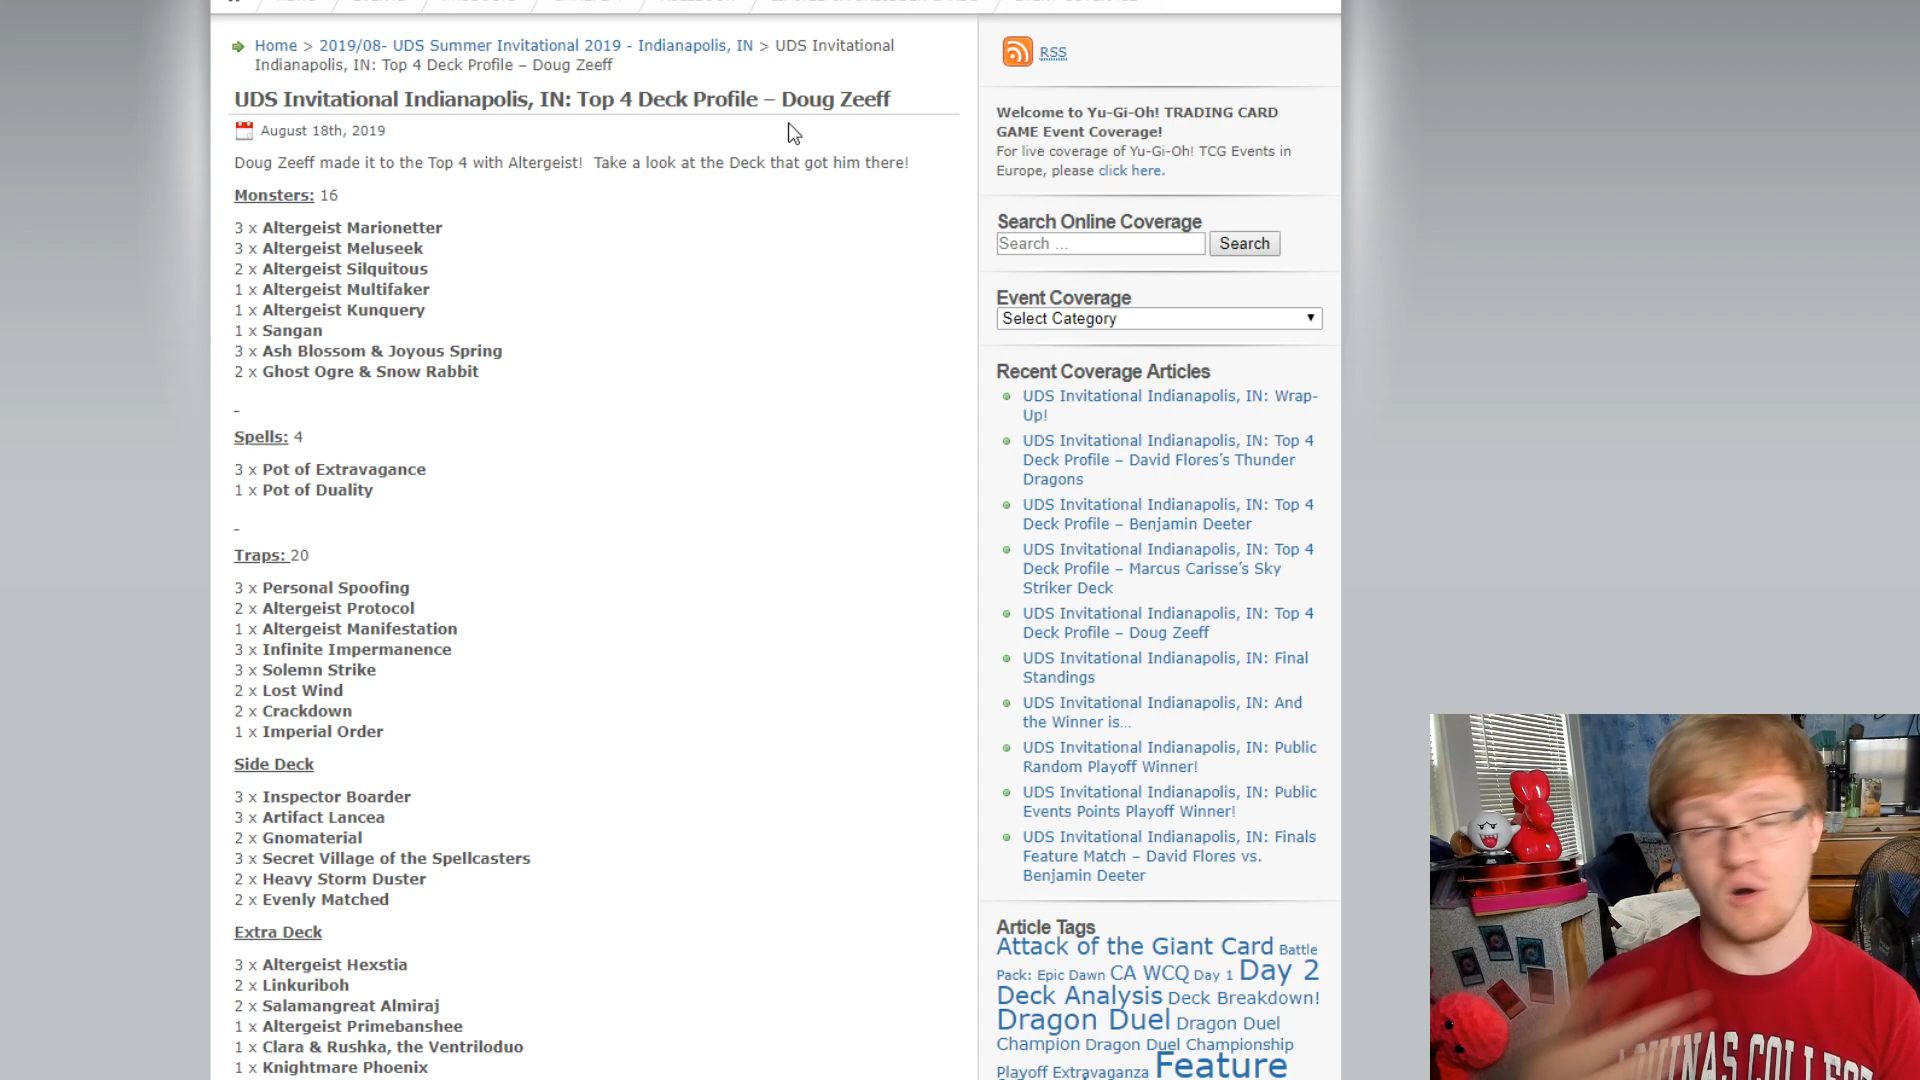 Home > 2019/08- UDS Summer Invitational 2019 - Indianapolis, IN > UDS Invitational
Indianapolis, IN: Top 4 Deck Profile – Doug Zeeff
UDS Invitational Indianapolis, IN: Top 4 Deck Profile – Doug Zeeff
August 18th, 2019
Doug Zeeff made it to the Top 4 with Altergeist!  Take a look at the Deck that got him there!
Monsters: 16
3 x Altergeist Marionetter
3 x Altergeist Meluseek
2 x Altergeist Silquitous
1 x Altergeist Multifaker
1 x Altergeist Kunquery
1 x Sangan
3 x Ash Blossom & Joyous Spring
2 x Ghost Ogre & Snow Rabbit
-
Spells: 4
3 x Pot of Extravagance
1 x Pot of Duality
-
Traps: 20
3 x Personal Spoofing
2 x Altergeist Protocol
1 x Altergeist Manifestation
3 x Infinite Impermanence
3 x Solemn Strike
2 x Lost Wind
2 x Crackdown
1 x Imperial Order
Side Deck
3 x Inspector Boarder
3 x Artifact Lancea
2 x Gnomaterial
3 x Secret Village of the Spellcasters
2 x Heavy Storm Duster
2 x Evenly Matched
Extra Deck
3 x Altergeist Hexstia
2 x Linkuriboh
2 x Salamangreat Almiraj
1 x Altergeist Primebanshee
1 x Clara & Rushka, the Ventriloduo
1 x Knightmare Phoenix
RSS
Welcome to Yu-Gi-Oh! TRADING CARD
GAME Event Coverage!
For live coverage of Yu-Gi-Oh! TCG Events in
Europe, please click here.
Search Online Coverage
Search ...
Search
Event Coverage
Select Category
Recent Coverage Articles
UDS Invitational Indianapolis, IN: Wrap-
Up!
UDS Invitational Indianapolis, IN: Top 4
Deck Profile – David Flores's Thunder
Dragons
UDS Invitational Indianapolis, IN: Top 4
Deck Profile – Benjamin Deeter
UDS Invitational Indianapolis, IN: Top 4
Deck Profile – Marcus Carisse's Sky
Striker Deck
UDS Invitational Indianapolis, IN: Top 4
Deck Profile – Doug Zeeff
UDS Invitational Indianapolis, IN: Final
Standings
UDS Invitational Indianapolis, IN: And
the Winner is...
UDS Invitational Indianapolis, IN: Public
Random Playoff Winner!
UDS Invitational Indianapolis, IN: Public
Events Points Playoff Winner!
UDS Invitational Indianapolis, IN: Finals
Feature Match – David Flores vs.
Benjamin Deeter
Article Tags
Attack of the Giant Card Battle
Pack: Epic Dawn CA WCQ Day 1 Day 2
Deck Analysis Deck Breakdown!
Dragon Duel Dragon Duel
Champion Dragon Duel Championship
Playoff Extravaganza Feature